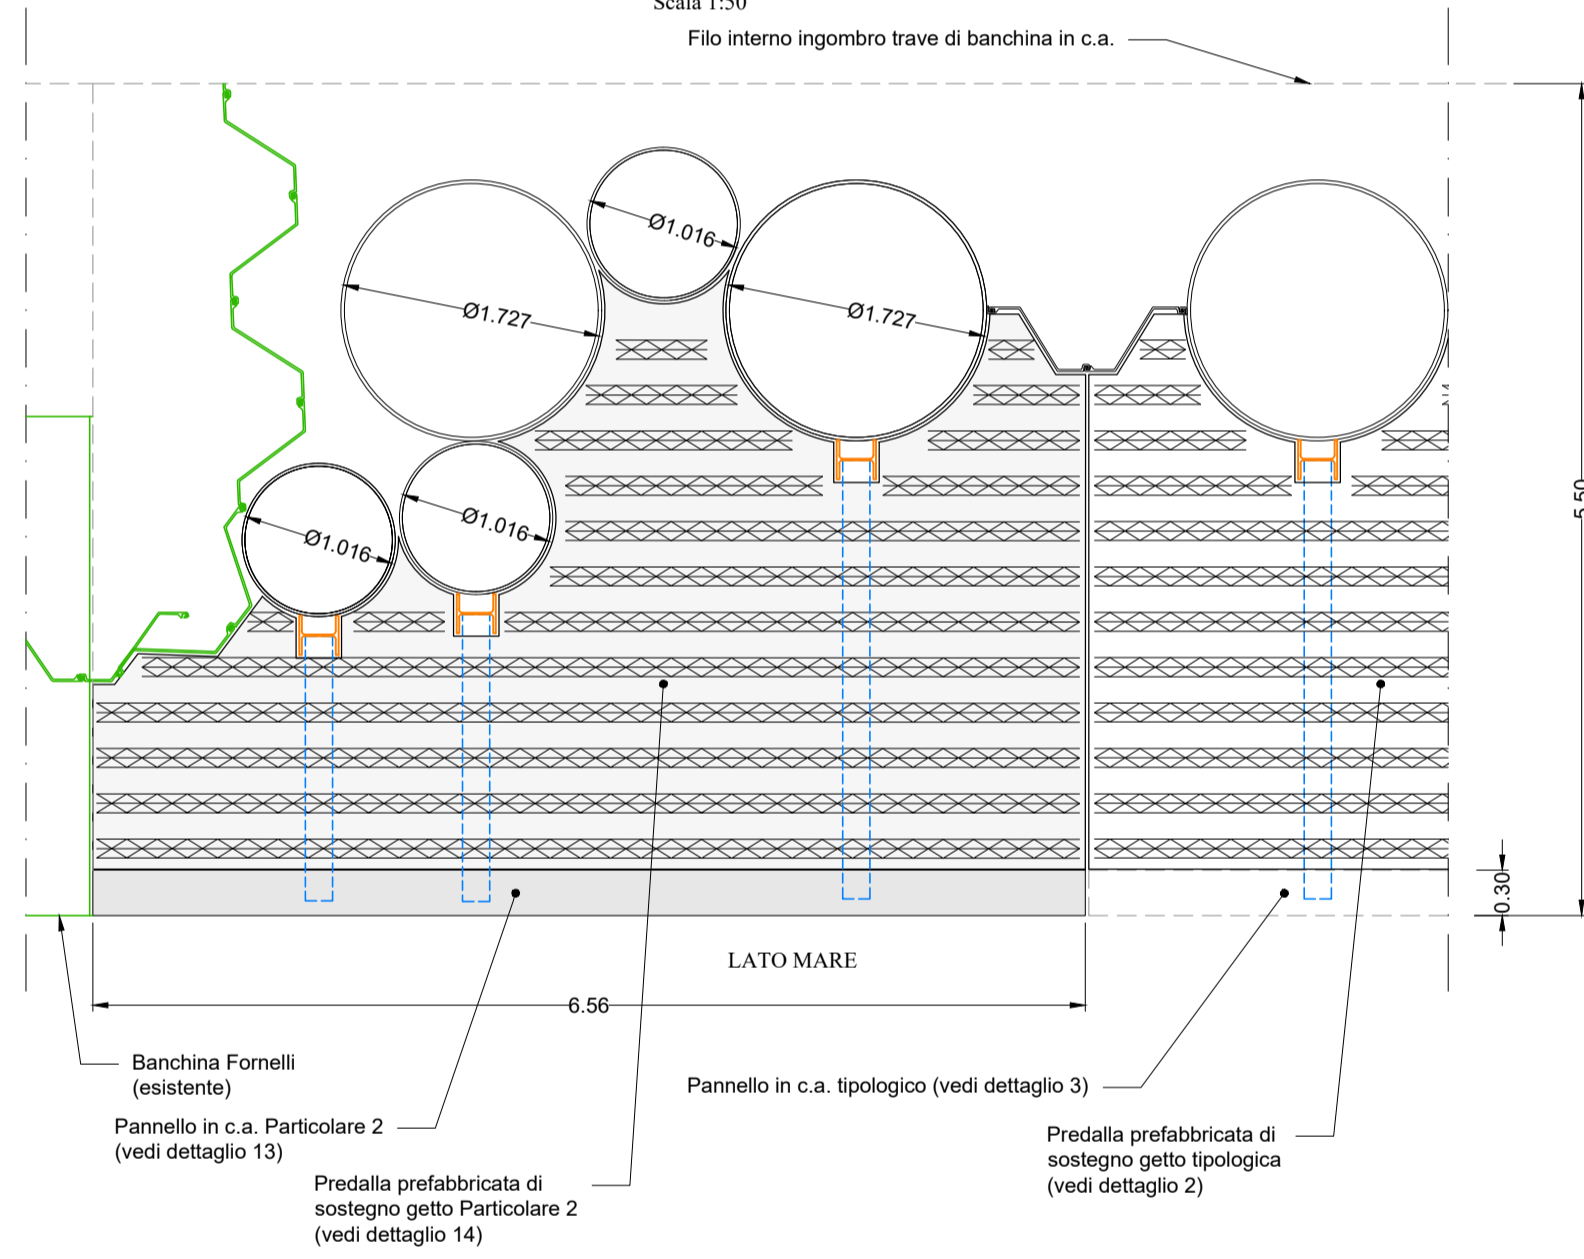 Scala 1:50
Filo interno ingombro trave di banchina in c.a.
Ø1.016
Ø1.727
Ø1.727
Ø1.016
Ø1.016
5.50
0.30
LATO MARE
6.56
Banchina Fornelli
(esistente)
Pannello in c.a. tipologico (vedi dettaglio 3)
Pannello in c.a. Particolare 2
(vedi dettaglio 13)
Predalla prefabbricata di
sostegno getto tipologica
(vedi dettaglio 2)
Predalla prefabbricata di
sostegno getto Particolare 2
(vedi dettaglio 14)